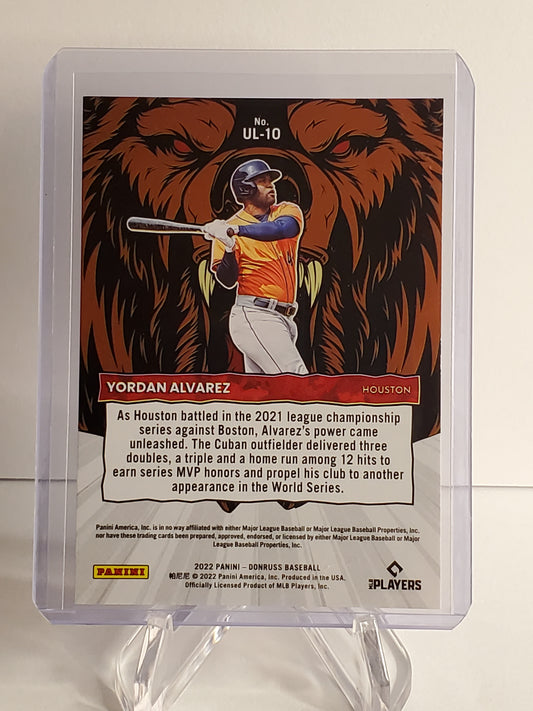 No.
UL-10
YORDAN ALVAREZ
HOUSTON
As Houston battled in the 2021 league championship
series against Boston, Alvarez's power came
unleashed. The Cuban outfielder delivered three
doubles, a triple and a home run among 12 hits to
earn series MVP honors and propel his club to another
appearance in the World Series.
Panini America, Inc. is in no way affiliated with either Major League Baseball or Major League Baseball Properties, Inc.
nor have these trading cards been prepared, approved, endorsed, or licensed by either Major League Baseball or Major
League Baseball Properties, Inc.
PANINI
2022 PANINI - DONRUSS BASEBALL
帕尼尼 © 2022 Panini America, Inc. Produced in the USA.
Officially Licensed Product of MLB Players, Inc.
MLB PLAYERS